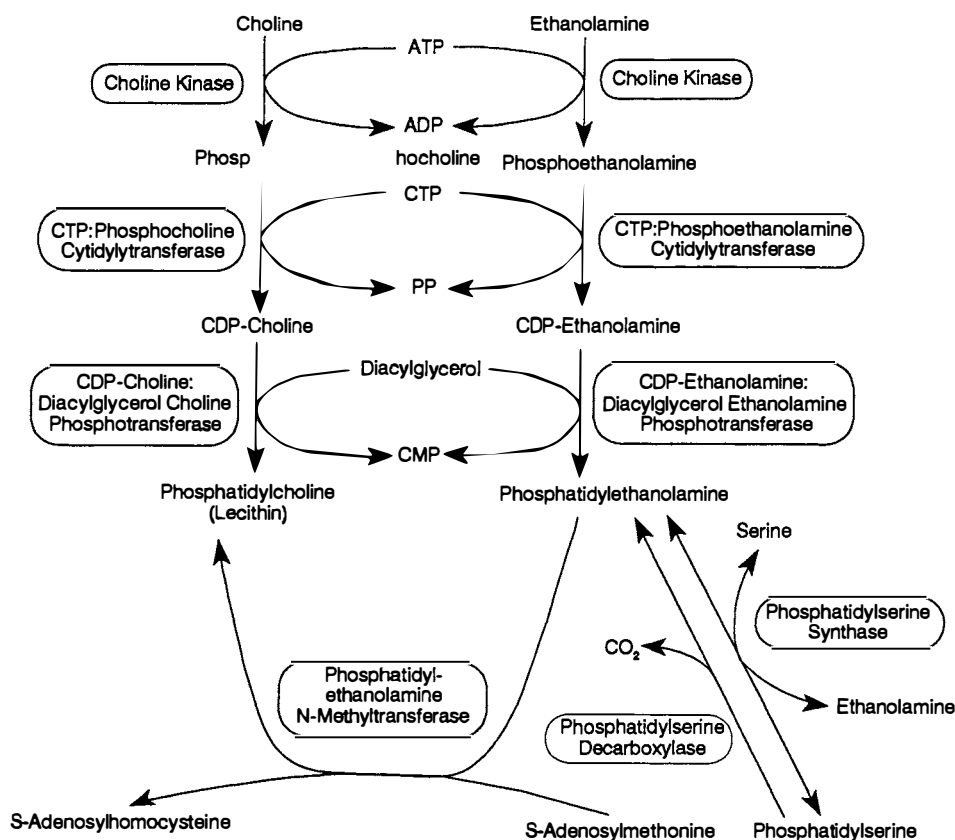 Choline
Ethanolamine
ATP
Choline Kinase
Choline Kinase
ADP
Phosp hocholine
Phosphoethanolamine
CTP
CTP:Phosphocholine
Cytidylytransferase
CTP:Phosphoethanolamine
Cytidylytransferase
PP
CDP-Choline
CDP-Ethanolamine
Diacylglycerol
CDP-Choline:
Diacylglycerol Choline
Phosphotransferase
CDP-Ethanolamine:
Diacylglycerol Ethanolamine
Phosphotransferase
CMP
Phosphatidylcholine
(Lecithin)
Phosphatidylethanolamine
Serine
Phosphatidylserine
Synthase
CO2
Phosphatidyl-
ethanolamine
N-Methyltransferase
Ethanolamine
Phosphatidylserine
Decarboxylase
S-Adenosylhomocysteine
S-Adenosylmethonine
Phosphatidylserine